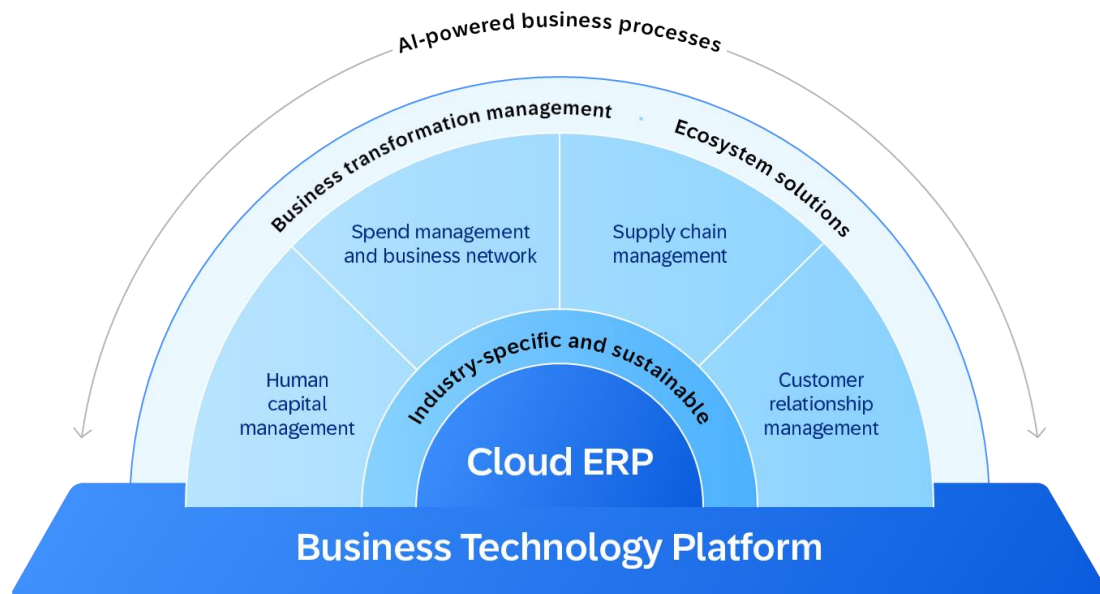 AI-powered business processes
Business transformation management · Ecosystem solutions
Spend management
and business network
Supply chain
management
Human
capital
management
Customer
relationship
management
Industry-specific and sustainable
Cloud ERP
Business Technology Platform